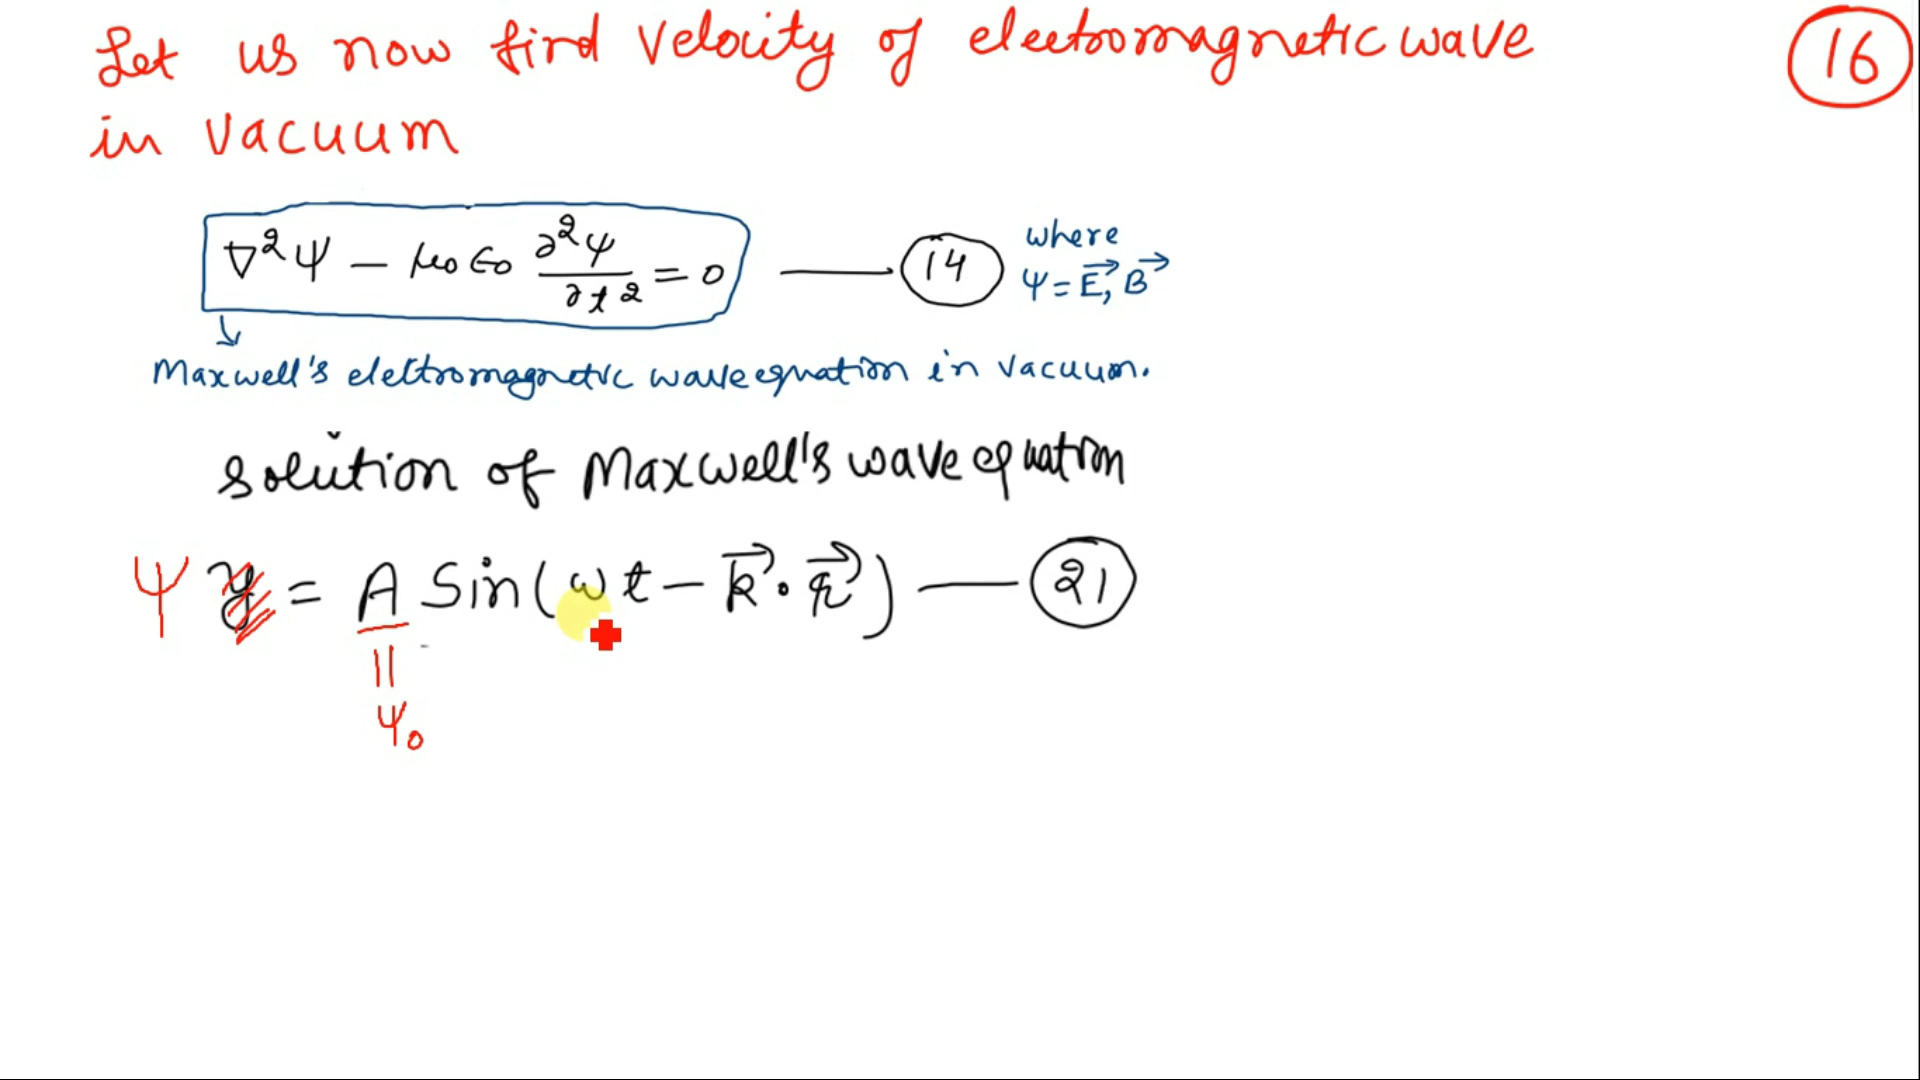 Let us now find velocity of electromagnetic wave
16
in vacuum
∇²Ψ − μ₀ϵ₀ ∂²Ψ/∂t² = 0 —— 14 where Ψ = E⃗, B⃗
Maxwell's eletromagnetic wave equation in vacuum.
solution of Maxwell's wave equation
Ψ y = A Sin(ωt − k⃗ · r⃗) —— 21
||
Ψ₀